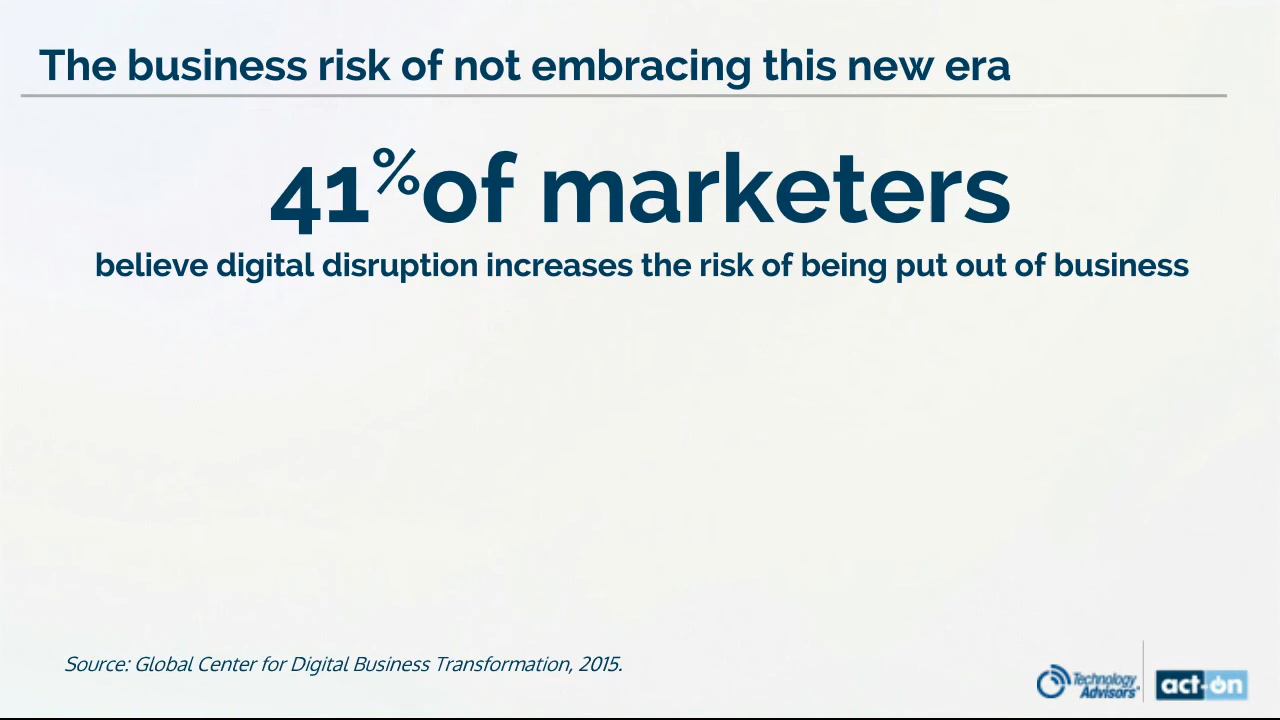 The business risk of not embracing this new era
41%of marketers
believe digital disruption increases the risk of being put out of business
Source: Global Center for Digital Business Transformation, 2015.
Technology
Advisors
act-on